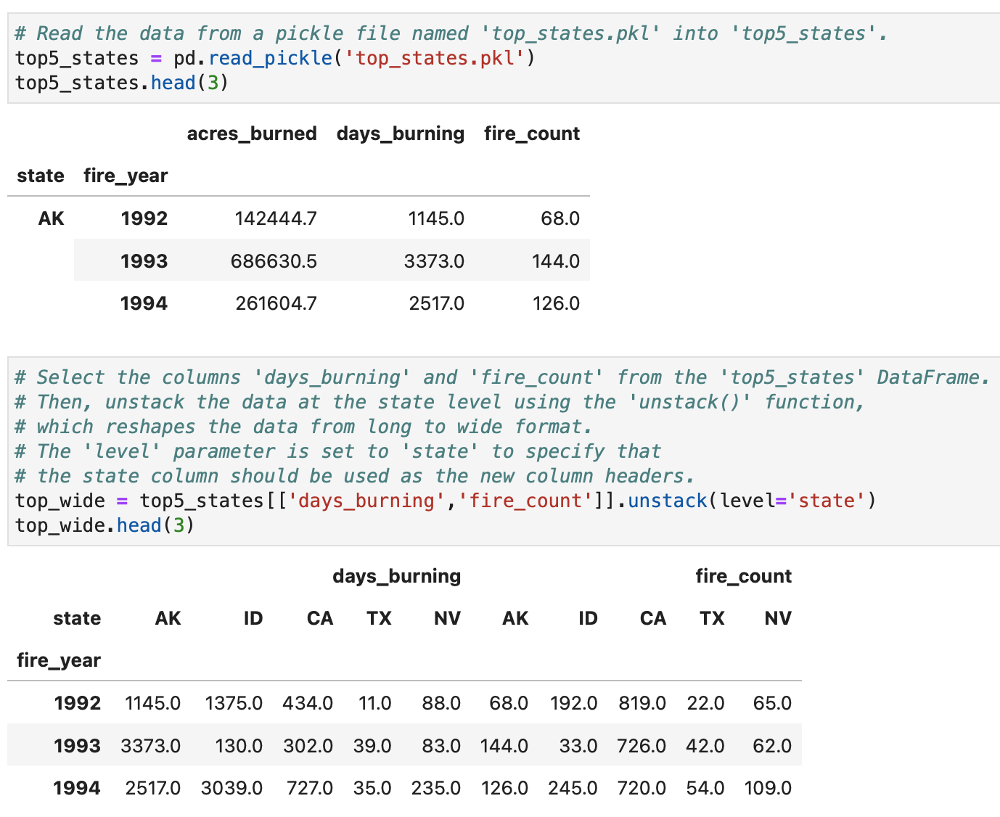 # Read the data from a pickle file named 'top_states.pkl' into 'top5_states'.
top5_states = pd.read_pickle('top_states.pkl')
top5_states.head(3)
acres_burned days_burning fire_count
state fire_year
AK 1992 142444.7 1145.0 68.0
1993 686630.5 3373.0 144.0
1994 261604.7 2517.0 126.0
# Select the columns 'days_burning' and 'fire_count' from the 'top5_states' DataFrame.
# Then, unstack the data at the state level using the 'unstack()' function,
# which reshapes the data from long to wide format.
# The 'level' parameter is set to 'state' to specify that
# the state column should be used as the new column headers.
top_wide = top5_states[['days_burning','fire_count']].unstack(level='state')
top_wide.head(3)
days_burning fire_count
state AK ID CA TX NV AK ID CA TX NV
fire_year
1992 1145.0 1375.0 434.0 11.0 88.0 68.0 192.0 819.0 22.0 65.0
1993 3373.0 130.0 302.0 39.0 83.0 144.0 33.0 726.0 42.0 62.0
1994 2517.0 3039.0 727.0 35.0 235.0 126.0 245.0 720.0 54.0 109.0